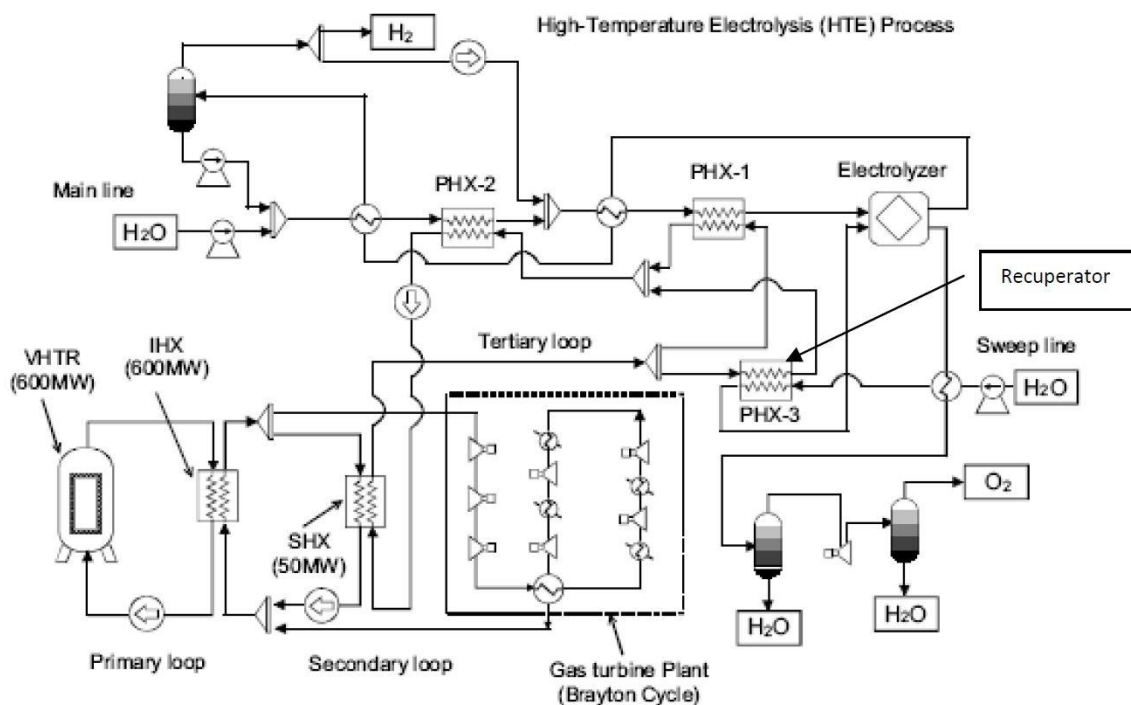 High-Temperature Electrolysis (HTE) Process
H₂
Main line
H₂O
PHX-2
PHX-1
Electrolyzer
Recuperator
Tertiary loop
Sweep line
H₂O
PHX-3
VHTR
(600MW)
IHX
(600MW)
SHX
(50MW)
O₂
H₂O
H₂O
Primary loop
Secondary loop
Gas turbine Plant
(Brayton Cycle)